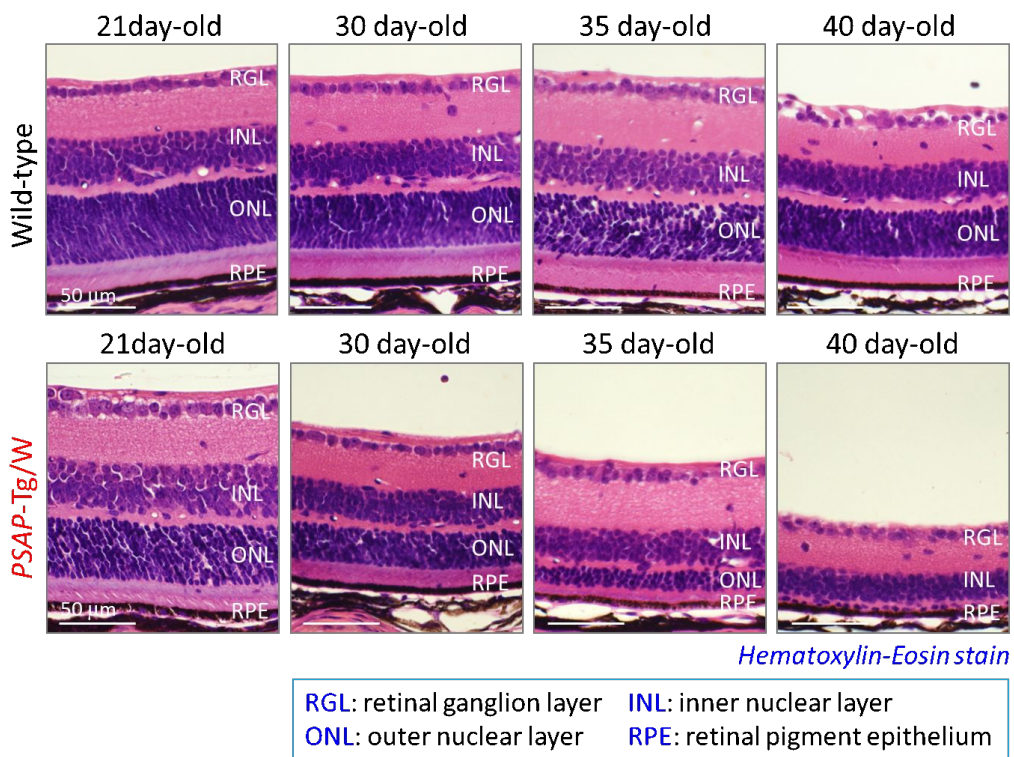 21day-old 30 day-old 35 day-old 40 day-old
Wild-type
RGL RGL RGL RGL
INL INL INL INL
ONL ONL ONL ONL
RPE RPE RPE RPE
50 μm
21day-old 30 day-old 35 day-old 40 day-old
PSAP-Tg/W
RGL RGL RGL RGL
INL INL INL INL
ONL ONL ONL
RPE RPE RPE RPE
50 μm
Hematoxylin-Eosin stain
RGL: retinal ganglion layer INL: inner nuclear layer
ONL: outer nuclear layer RPE: retinal pigment epithelium